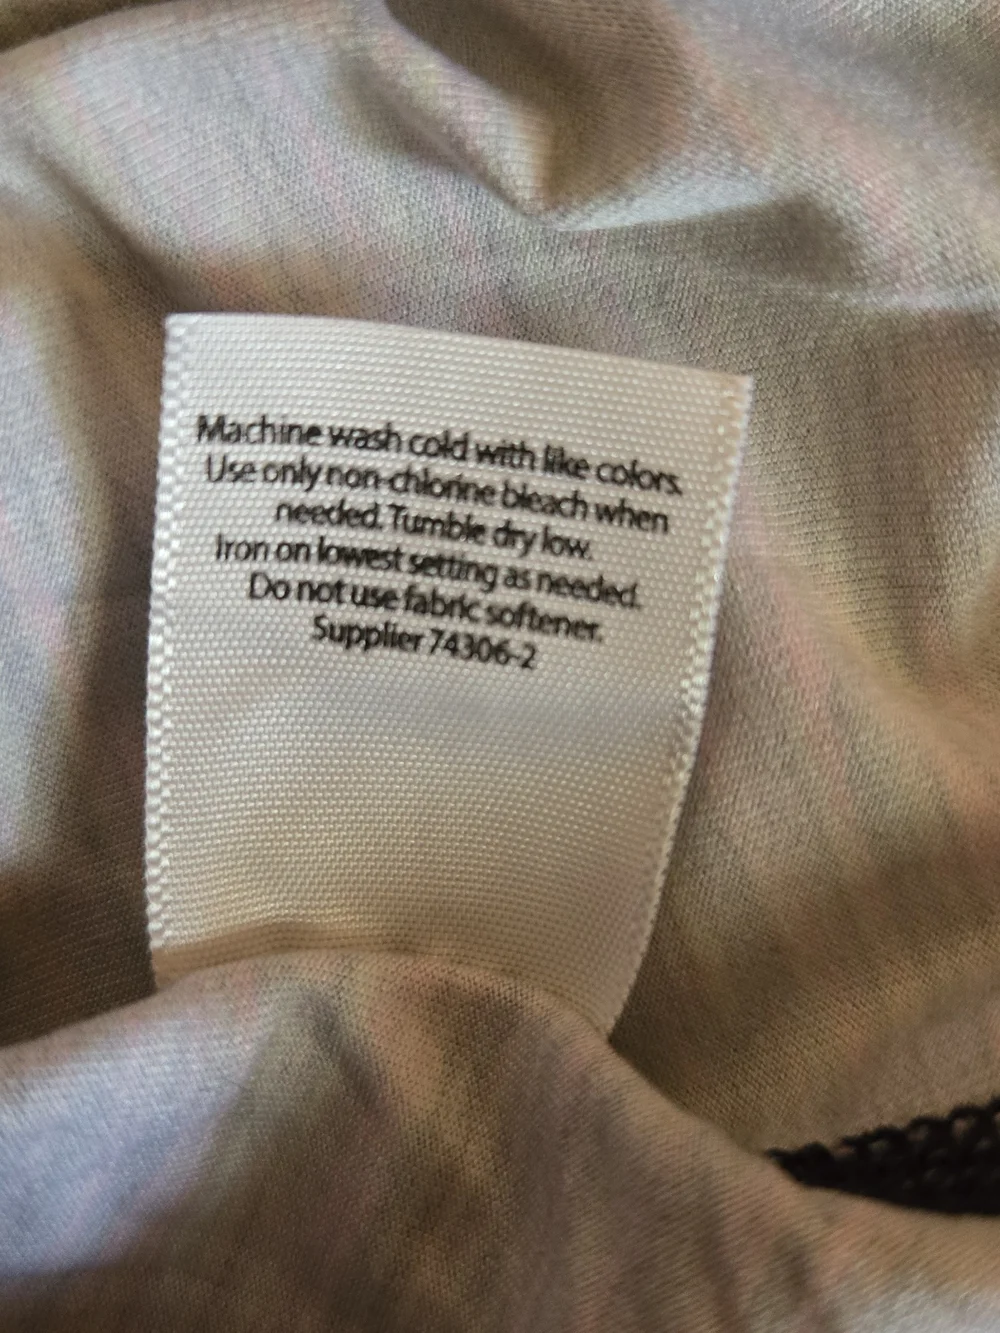 Machine wash cold with like colors.
Use only non-chlorine bleach when
needed. Tumble dry low.
Iron on lowest setting as needed.
Do not use fabric softener.
Supplier 74306-2